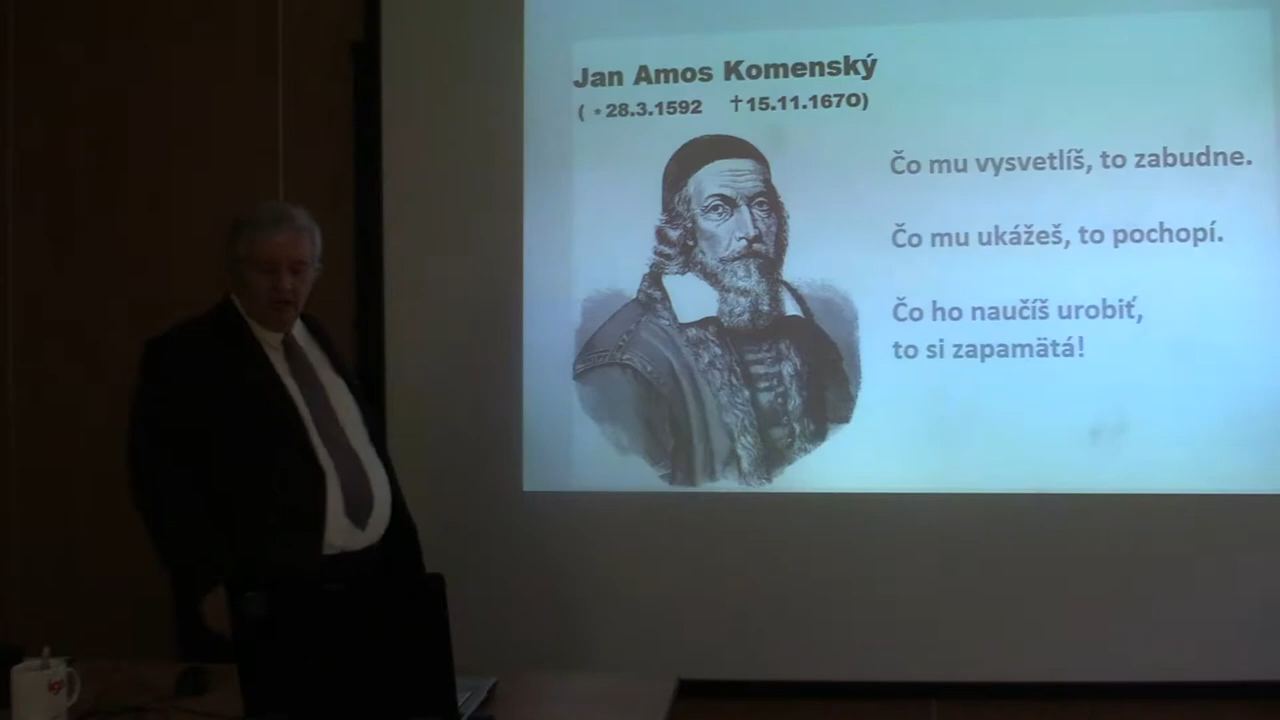 Jan Amos Komenský
( * 28.3.1592 †15.11.1670)
Čo mu vysvetlíš, to zabudne.
Čo mu ukážeš, to pochopí.
Čo ho naučíš urobiť,
to si zapamätá!